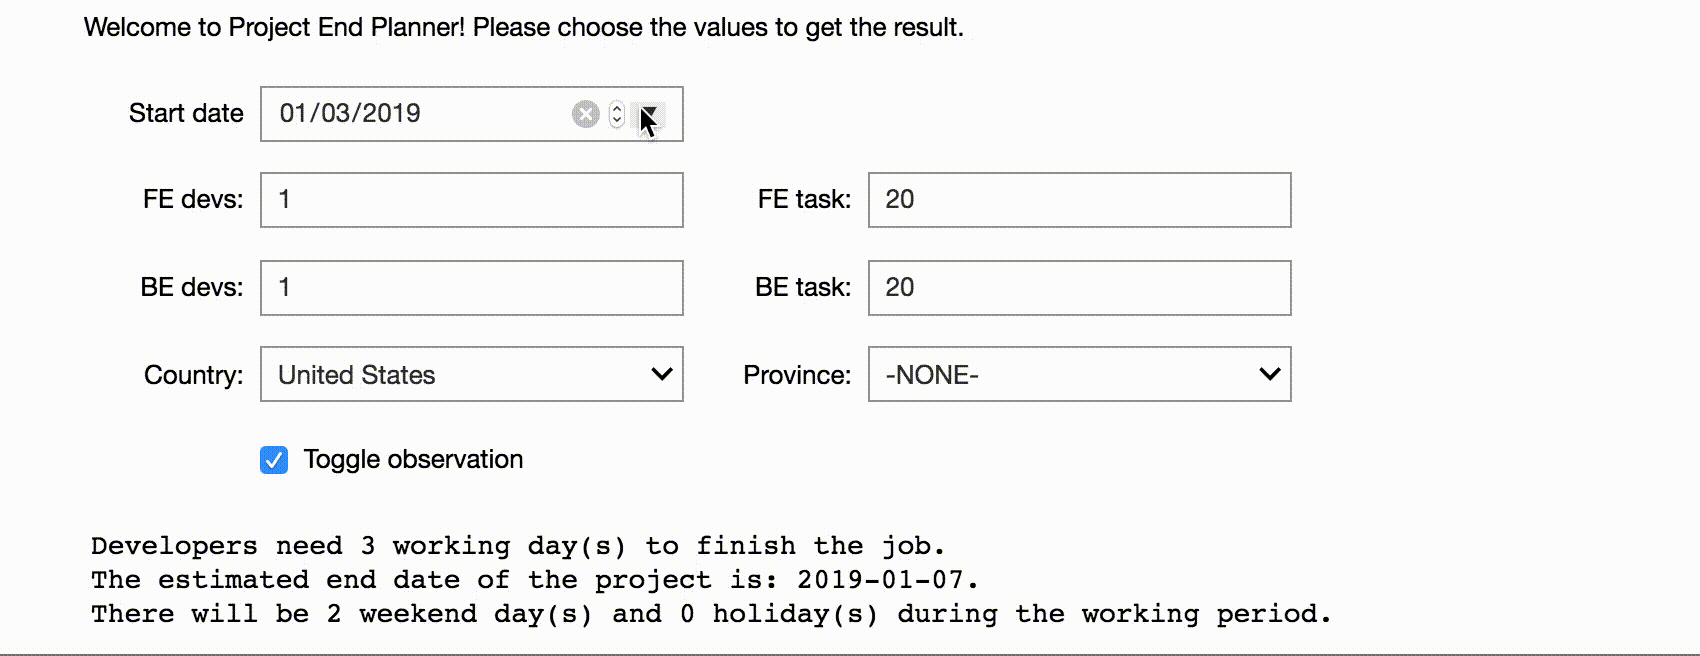 Welcome to Project End Planner! Please choose the values to get the result.
Start date 01/03/2019
FE devs: 1 FE task: 20
BE devs: 1 BE task: 20
Country: United States Province: -NONE-
Toggle observation
Developers need 3 working day(s) to finish the job.
The estimated end date of the project is: 2019-01-07.
There will be 2 weekend day(s) and 0 holiday(s) during the working period.